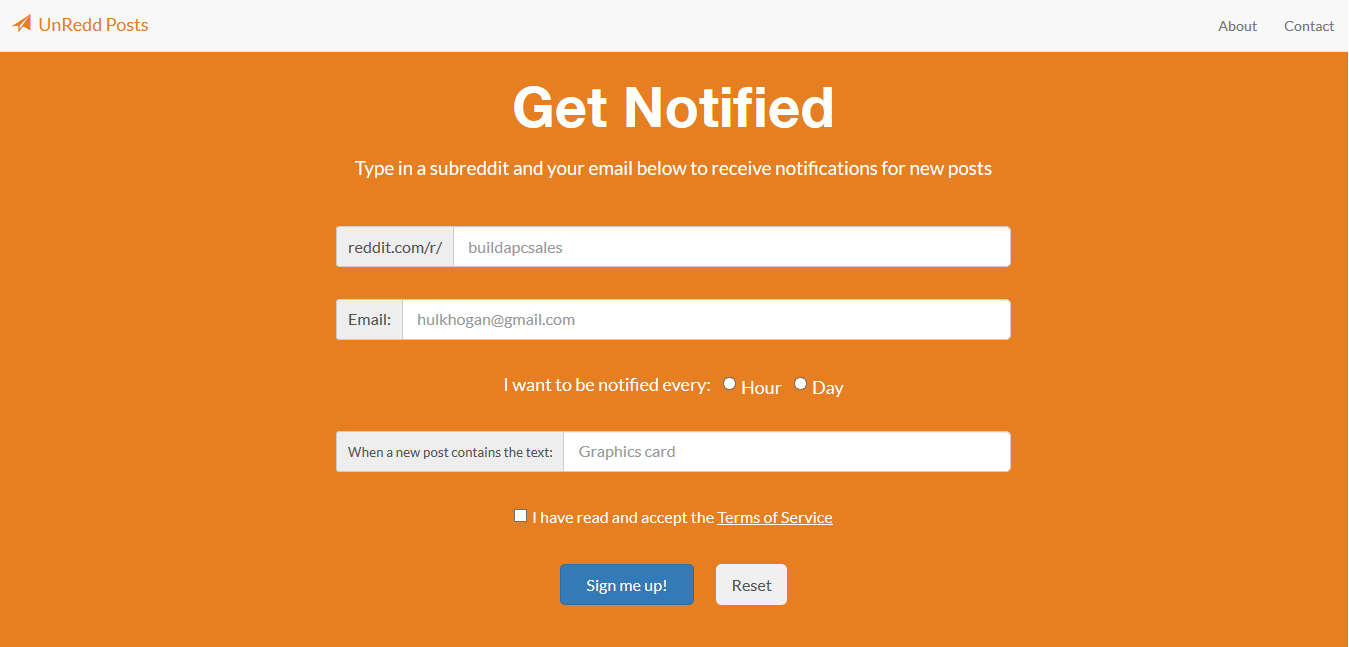 UnRedd Posts About Contact
Get Notified
Type in a subreddit and your email below to receive notifications for new posts
reddit.com/r/ buildapcsales
Email: hulkhogan@gmail.com
I want to be notified every: Hour Day
When a new post contains the text: Graphics card
I have read and accept the Terms of Service
Sign me up! Reset